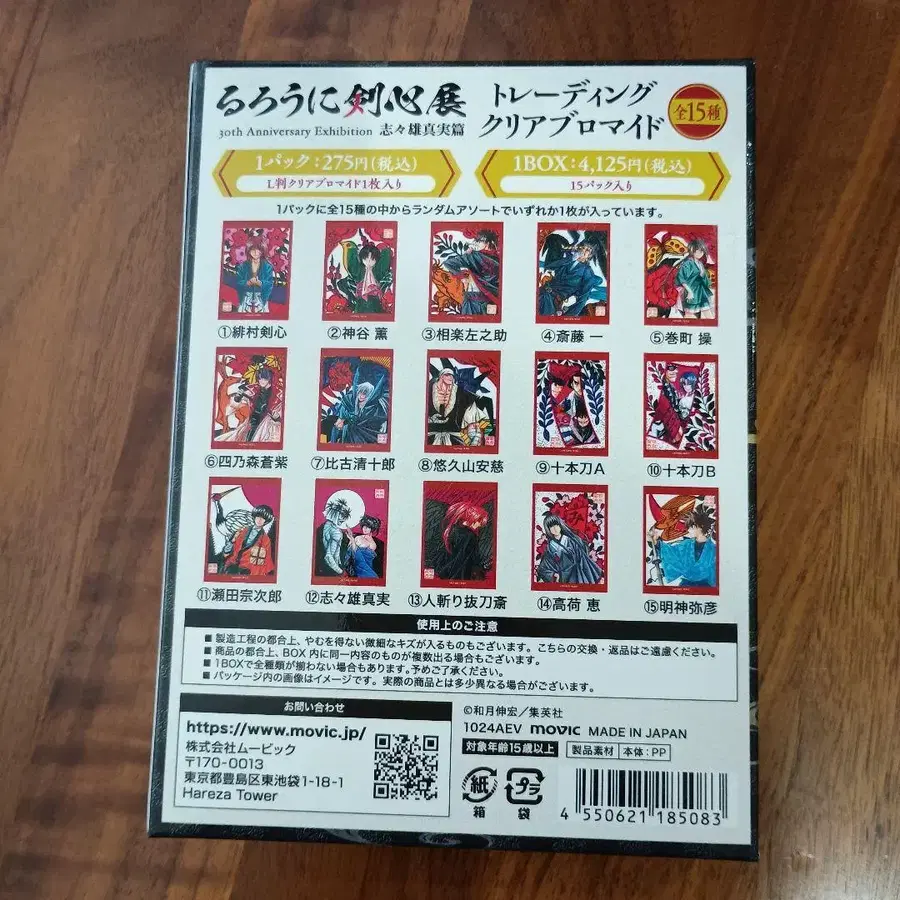 るろうに剣心展
30th Anniversary Exhibition 志々雄真実篇
トレーディング
クリアブロマイド
全15種
1パック:275円(税込)
L判クリアブロマイド1枚入り
1BOX:4,125円(税込)
15パック入り
1パックに全15種の中からランダムアソートでいずれか1枚が入っています。
①緋村剣心
②神谷 薫
③相楽左之助
④斎藤 一
⑤巻町 操
⑥四乃森蒼紫
⑦比古清十郎
⑧悠久山安慈
⑨十本刀A
⑩十本刀B
⑪瀬田宗次郎
⑫志々雄真実
⑬人斬り抜刀斎
⑭高荷 恵
⑮明神弥彦
使用上のご注意
■製造工程の都合上、やむを得ない微細なキズが入るものもございます。こちらの交換・返品はご遠慮ください。
■商品の都合上、BOX内に同一内容のものが複数出る場合もございます。
■1BOXで全種類が揃わない場合もあります。予めご了承ください。
■パッケージ内の画像はイメージです。実際の商品とは多少異なる場合がございます。
お問い合わせ
https://www.movic.jp/
株式会社ムービック
〒170-0013
東京都豊島区東池袋1-18-1
Hareza Tower
©和月伸宏/集英社
1024AEV movic MADE IN JAPAN
対象年齢15歳以上
製品素材 本体:PP
紙
箱
プラ
袋
4 550621 185083